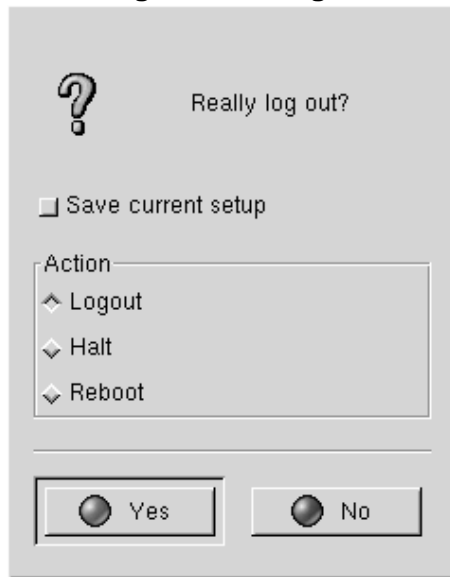 Really log out?
Save current setup
Action
Logout
Halt
Reboot
Yes
No